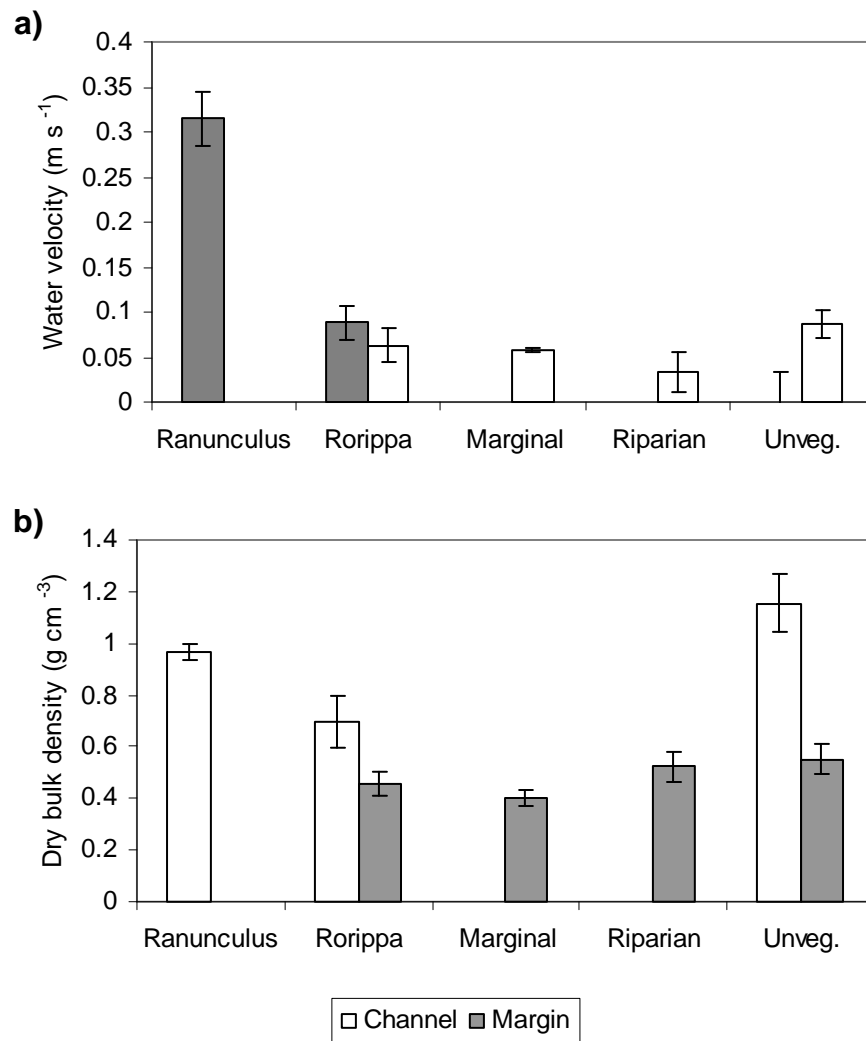 a)
0.4
0.35
0.3
0.25
0.2
0.15
0.1
0.05
0
Water velocity (m s -1)
Ranunculus Rorippa Marginal Riparian Unveg.
b)
1.4
1.2
1
0.8
0.6
0.4
0.2
0
Dry bulk density (g cm -3)
Ranunculus Rorippa Marginal Riparian Unveg.
Channel Margin